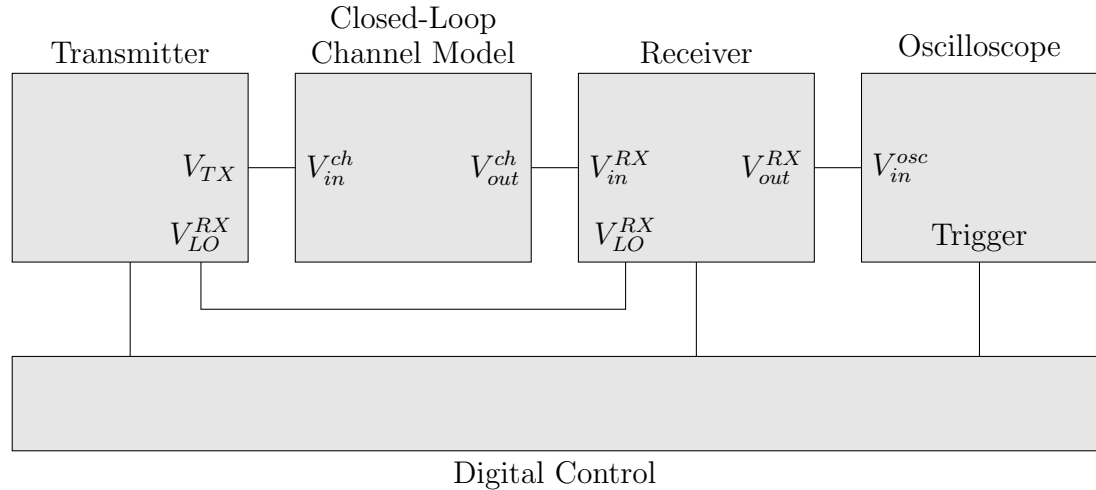 Transmitter
Closed-Loop
Channel Model
Receiver
Oscilloscope
$V_{TX}$
$V_{in}^{ch}$
$V_{out}^{ch}$
$V_{in}^{RX}$
$V_{out}^{RX}$
$V_{in}^{osc}$
$V_{LO}^{RX}$
$V_{LO}^{RX}$
Trigger
Digital Control